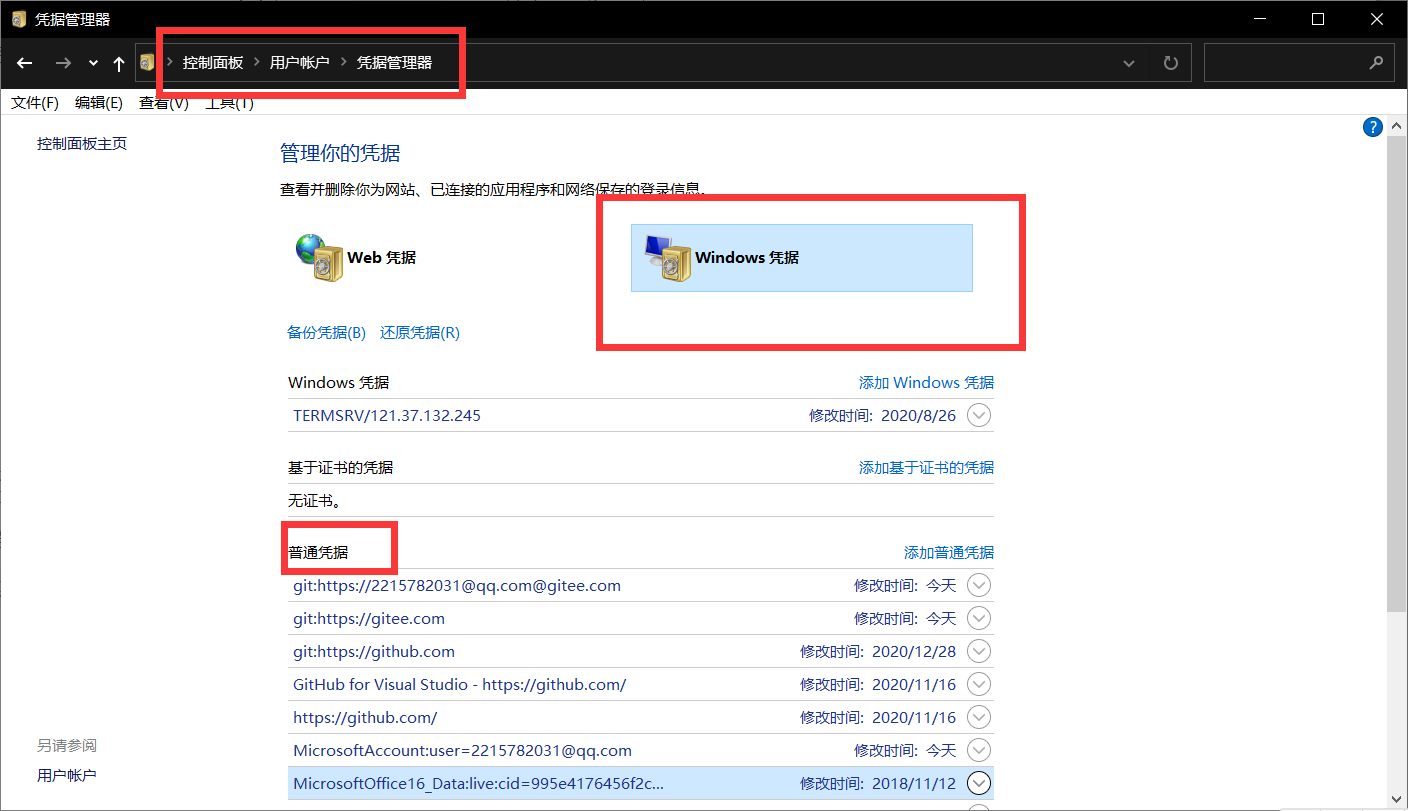 凭据管理器
控制面板 > 用户帐户 > 凭据管理器
文件(F) 编辑(E) 查看(V) 工具(T)
控制面板主页
?
管理你的凭据
查看并删除你为网站、已连接的应用程序和网络保存的登录信息。
Web 凭据
Windows 凭据
备份凭据(B) 还原凭据(R)
Windows 凭据 添加 Windows 凭据
TERMSRV/121.37.132.245 修改时间: 2020/8/26
基于证书的凭据 添加基于证书的凭据
无证书。
普通凭据 添加普通凭据
git:https://2215782031@qq.com@gitee.com 修改时间: 今天
git:https://gitee.com 修改时间: 今天
git:https://github.com 修改时间: 2020/12/28
GitHub for Visual Studio - https://github.com/ 修改时间: 2020/11/16
https://github.com/ 修改时间: 2020/11/16
MicrosoftAccount:user=2215782031@qq.com 修改时间: 今天
MicrosoftOffice16_Data:live:cid=995e4176456f2c... 修改时间: 2018/11/12
另请参阅
用户帐户